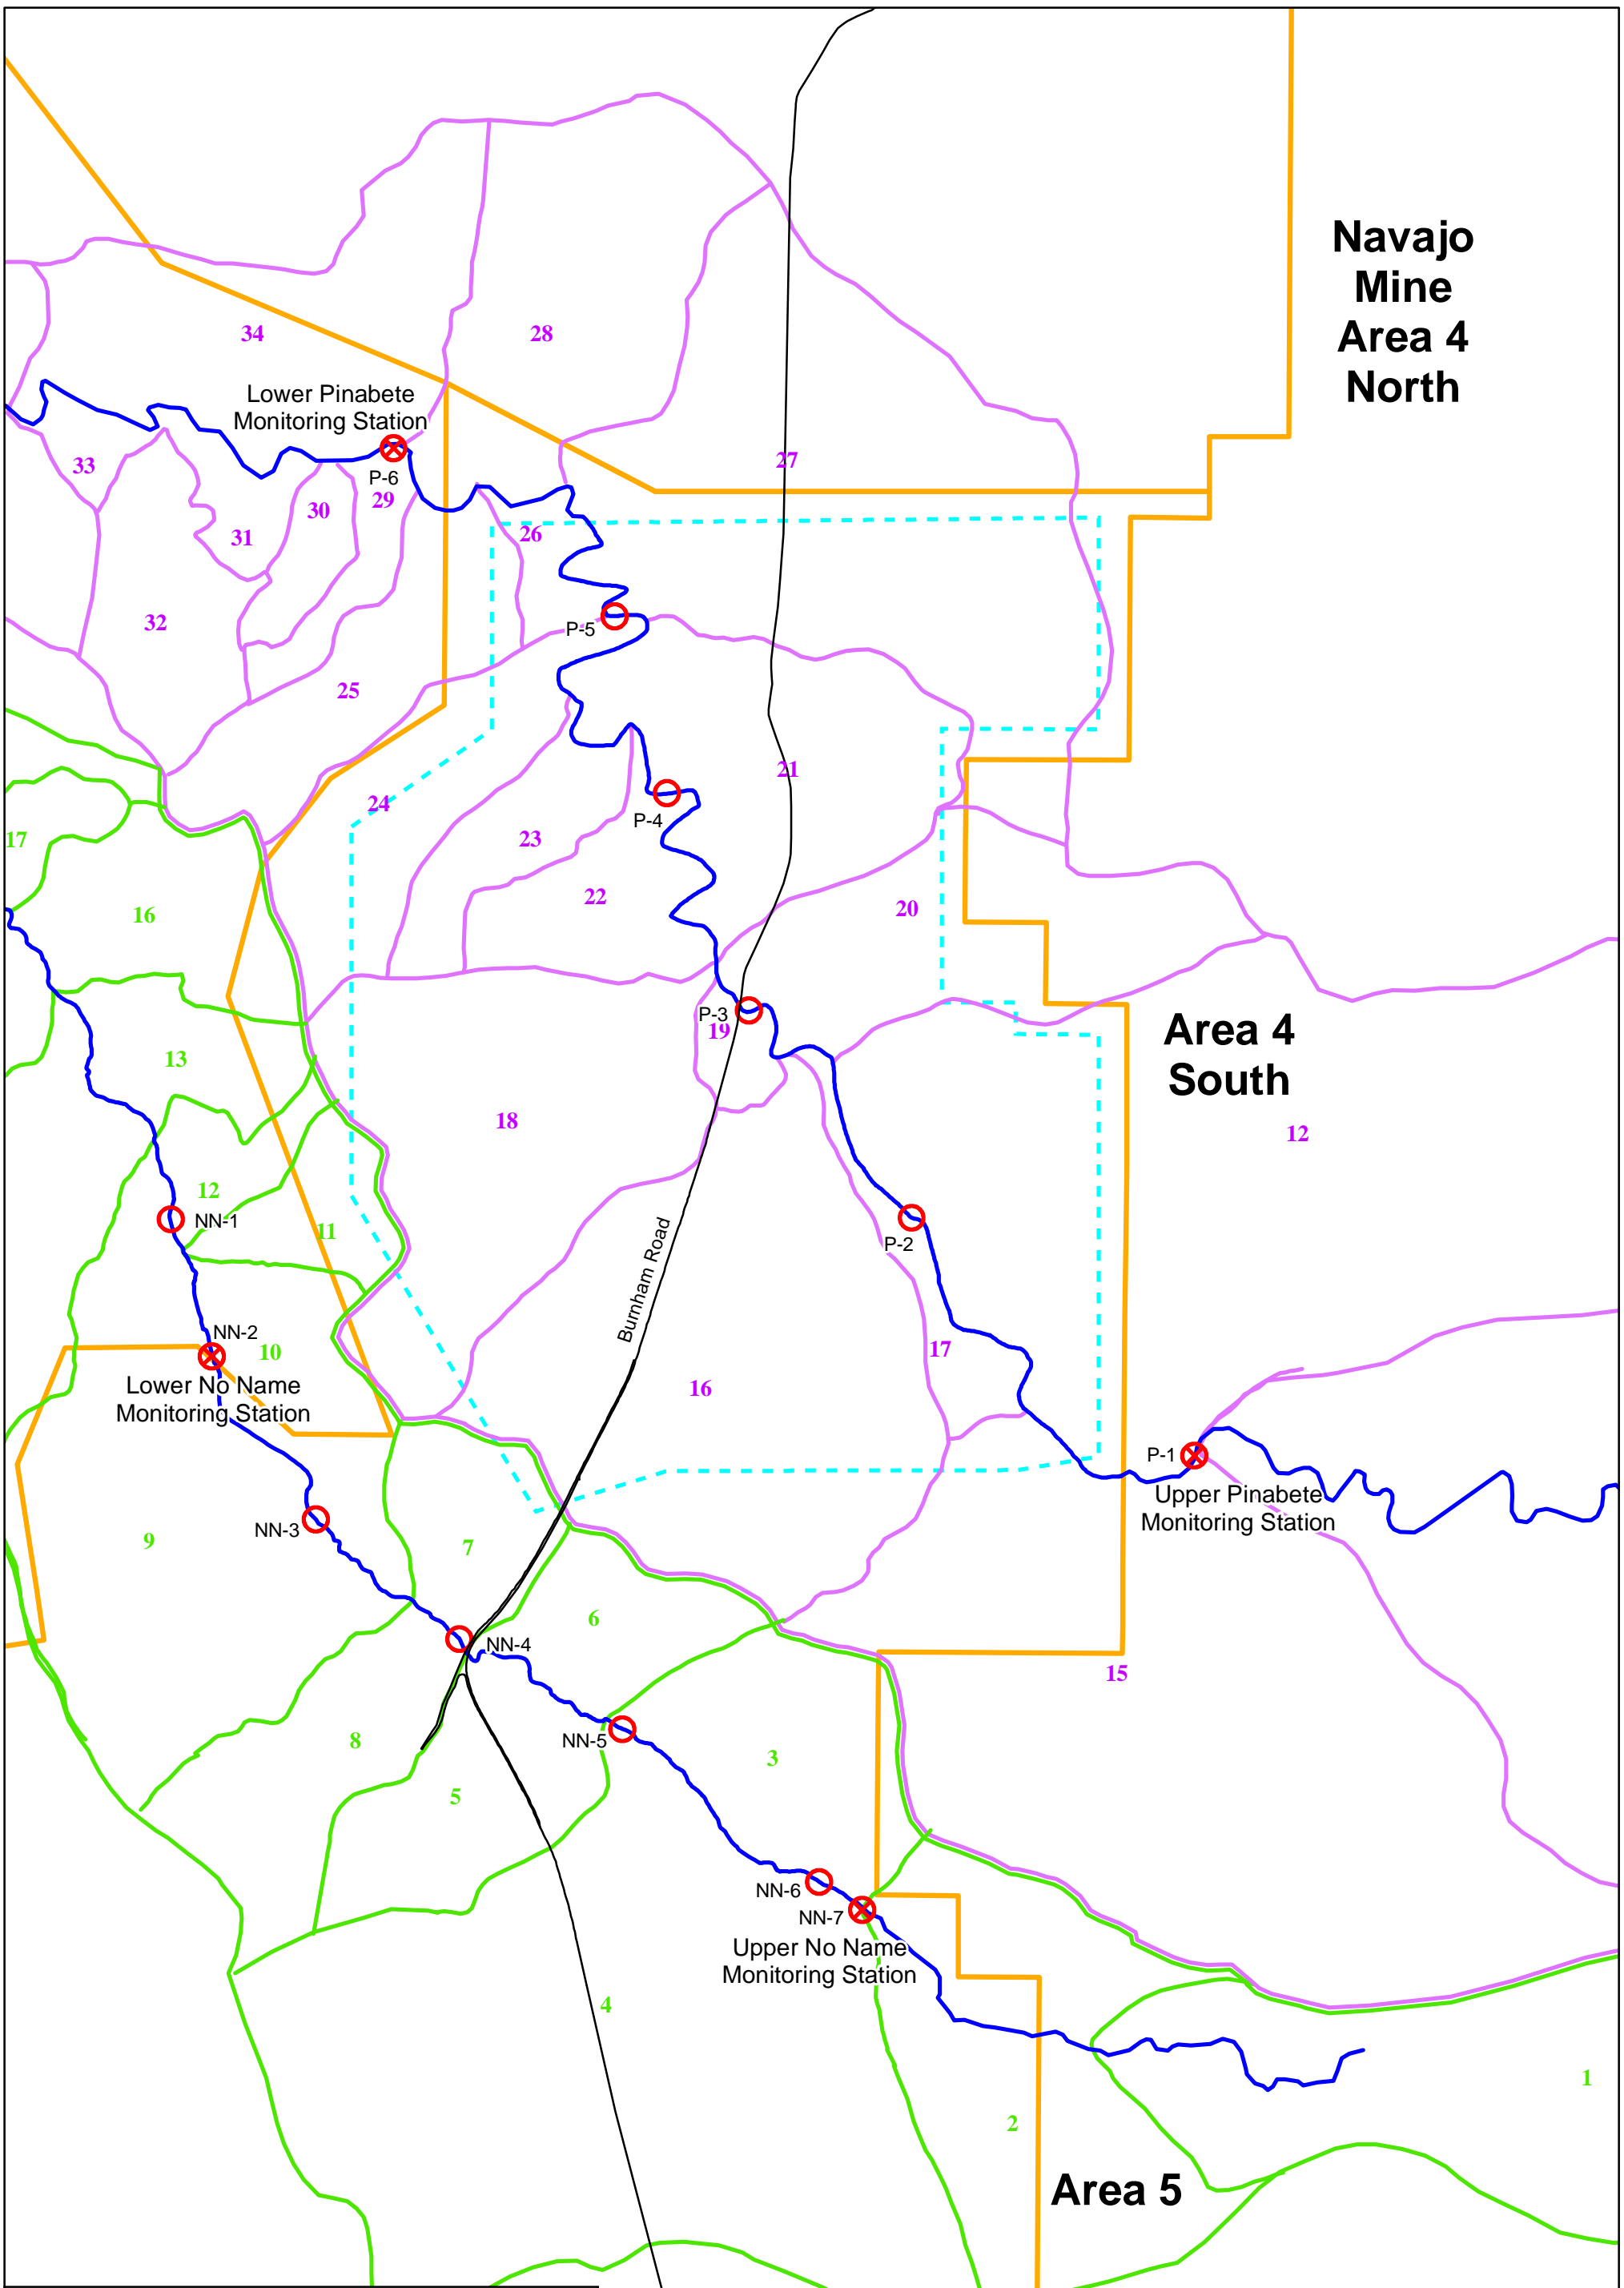 Navajo
Mine
Area 4
North
34
28
Lower Pinabete
Monitoring Station
27
33
P-6
29
30
26
31
32
P-5
25
21
24
P-4
23
17
22
20
16
P-3
19
Area 4
South
13
18
12
12
NN-1
11
P-2
Burnham Road
NN-2
10
17
Lower No Name
Monitoring Station
16
P-1
Upper Pinabete
Monitoring Station
NN-3
9
7
6
NN-4
15
NN-5
8
3
5
NN-6
NN-7
Upper No Name
Monitoring Station
4
1
2
Area 5